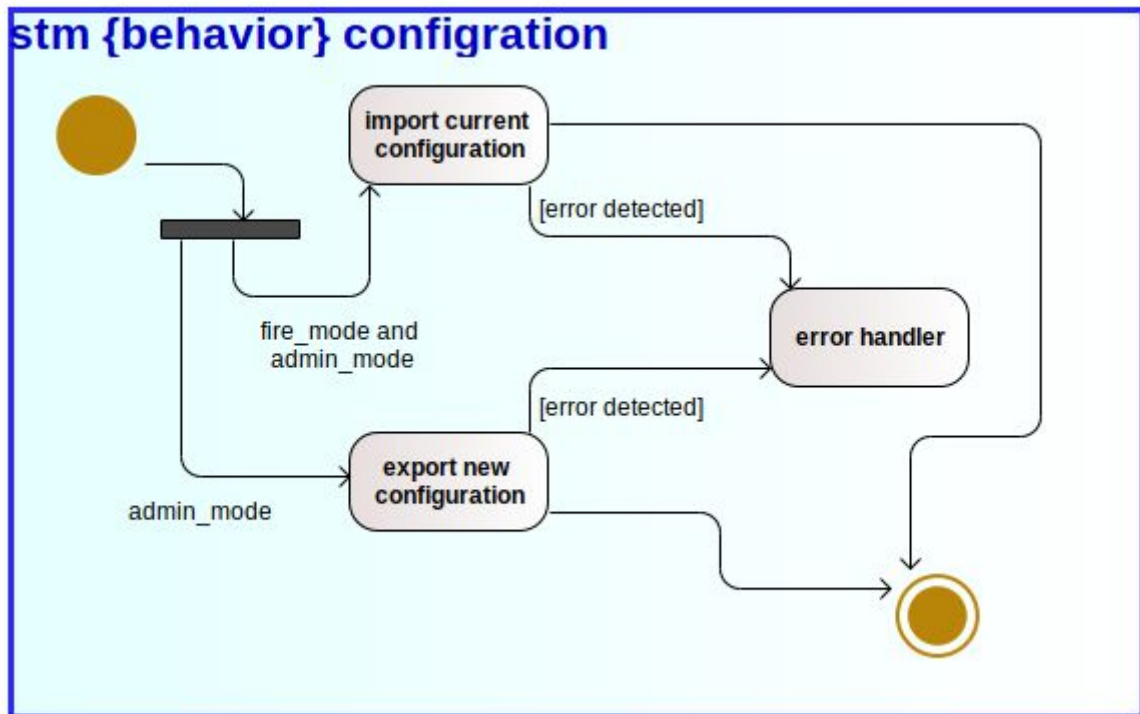 stm {behavior} configration
import current
configuration
[error detected]
fire_mode and
admin_mode
error handler
[error detected]
export new
configuration
admin_mode